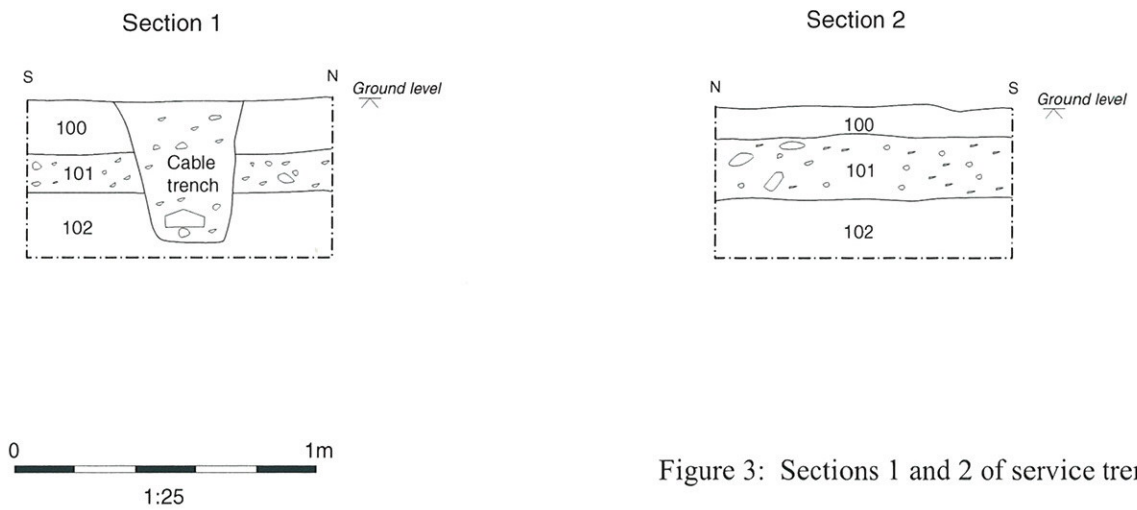 Section 1
S
N
Ground level
100
101
102
Cable
trench
Section 2
N
S
Ground level
100
101
102
0
1m
1:25
Figure 3: Sections 1 and 2 of service